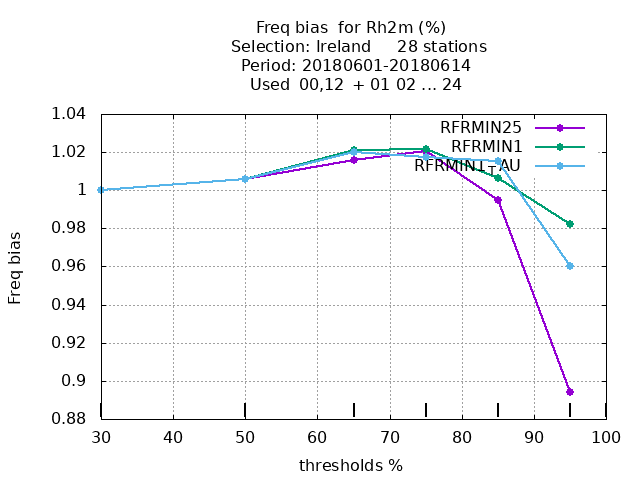 Freq bias for Rh2m (%)
Selection: Ireland 28 stations
Period: 20180601-20180614
Used 00,12 + 01 02 ... 24
RFRMIN25
RFRMIN1
RFRMIN1_TAU
1.04
1.02
1
0.98
0.96
0.94
0.92
0.9
0.88
Freq bias
30 40 50 60 70 80 90 100
thresholds %